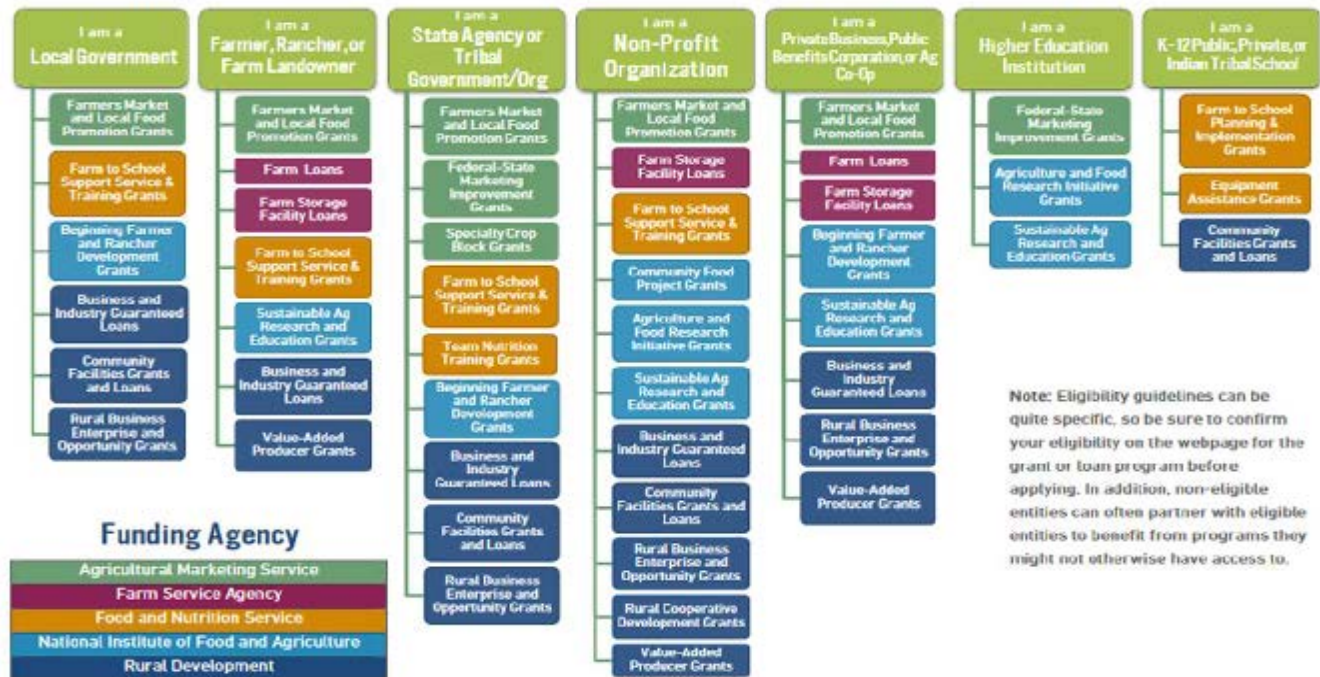 I am a
Local Government
Farmers Market
and Local Food
Promotion Grants
Farm to School
Support Service &
Training Grants
Beginning Farmer
and Rancher
Development
Grants
Business and
Industry Guaranteed
Loans
Community
Facilities Grants
and Loans
Rural Business
Enterprise and
Opportunity Grants
I am a
Farmer, Rancher, or
Farm Landowner
Farmers Market
and Local Food
Promotion Grants
Farm Loans
Farm Storage
Facility Loans
Farm to School
Support Service &
Training Grants
Sustainable Ag
Research and
Education Grants
Business and
Industry Guaranteed
Loans
Value-Added
Producer Grants
I am a
State Agency or
Tribal
Government/Org
Farmers Market
and Local Food
Promotion Grants
Federal-State
Marketing
Improvement
Grants
Specialty Crop
Block Grants
Farm to School
Support Service &
Training Grants
Team Nutrition
Training Grants
Beginning Farmer
and Rancher
Development
Grants
Business and
Industry
Guaranteed Loans
Community
Facilities Grants
and Loans
Rural Business
Enterprise and
Opportunity Grants
I am a
Non-Profit
Organization
Farmers Market and
Local Food
Promotion Grants
Farm Storage
Facility Loans
Farm to School
Support Service &
Training Grants
Community Food
Project Grants
Agriculture
and Food Research
Initiative Grants
Sustainable Ag
Research and
Education Grants
Business and
Industry Guaranteed
Loans
Community
Facilities Grants and
Loans
Rural Business
Enterprise and
Opportunity Grants
Rural Cooperative
Development Grants
Value-Added
Producer Grants
I am a
Private Business, Public
Benefits Corporation, or Ag
Co-Op
Farmers Market
and Local Food
Promotion Grants
Farm Loans
Farm Storage
Facility Loans
Beginning Farmer
and Rancher
Development
Grants
Sustainable Ag
Research and
Education Grants
Business and
Industry
Guaranteed Loans
Rural Business
Enterprise and
Opportunity Grants
Value-Added
Producer Grants
I am a
Higher Education
Institution
Federal-State
Marketing
Improvement Grants
Agriculture and Food
Research Initiative
Grants
Sustainable Ag
Research and
Education Grants
I am a
K-12 Public, Private, or
Indian Tribal School
Farm to School
Planning &
Implementation
Grants
Equipment
Assistance Grants
Community
Facilities Grants
and Loans
Note: Eligibility guidelines can be
quite specific, so be sure to confirm
your eligibility on the webpage for the
grant or loan program before
applying. In addition, non-eligible
entities can often partner with eligible
entities to benefit from programs they
might not otherwise have access to.
Funding Agency
Agricultural Marketing Service
Farm Service Agency
Food and Nutrition Service
National Institute of Food and Agriculture
Rural Development